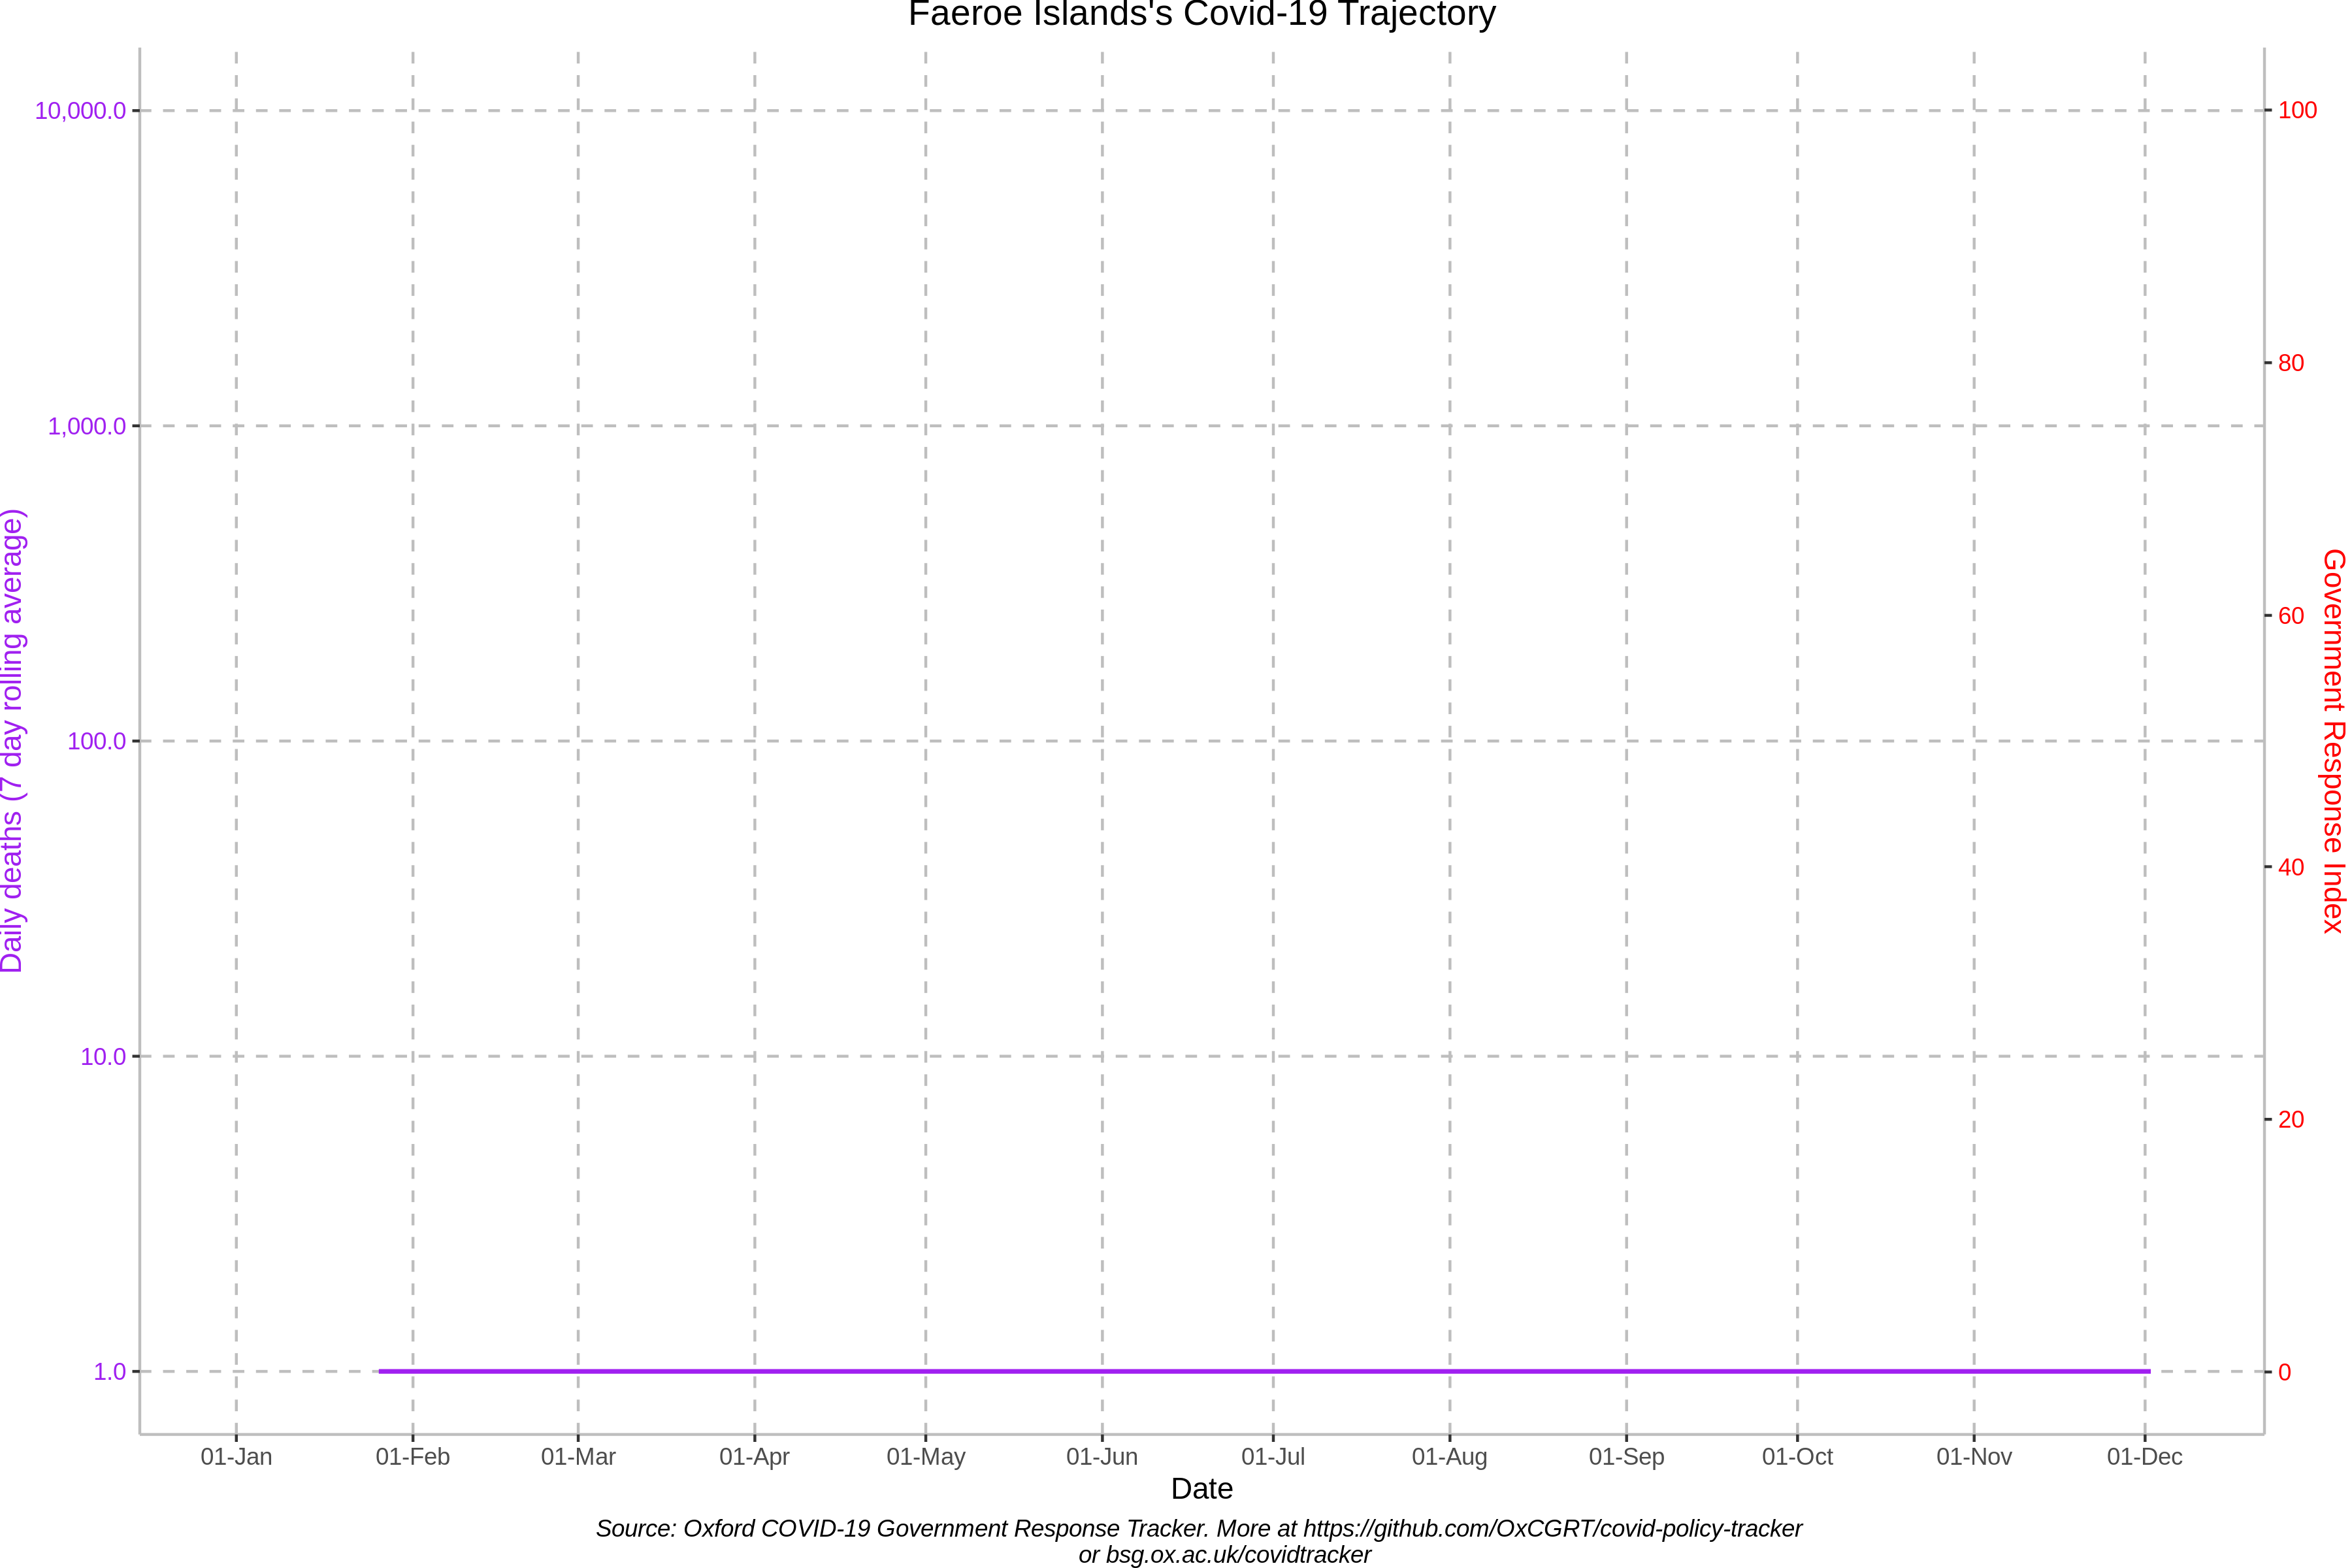 Faeroe Islands's Covid-19 Trajectory
10,000.0
1,000.0
100.0
10.0
1.0
Daily deaths (7 day rolling average)
100
80
60
40
20
0
Government Response Index
01-Jan 01-Feb 01-Mar 01-Apr 01-May 01-Jun 01-Jul 01-Aug 01-Sep 01-Oct 01-Nov 01-Dec
Date
Source: Oxford COVID-19 Government Response Tracker. More at https://github.com/OxCGRT/covid-policy-tracker
or bsg.ox.ac.uk/covidtracker